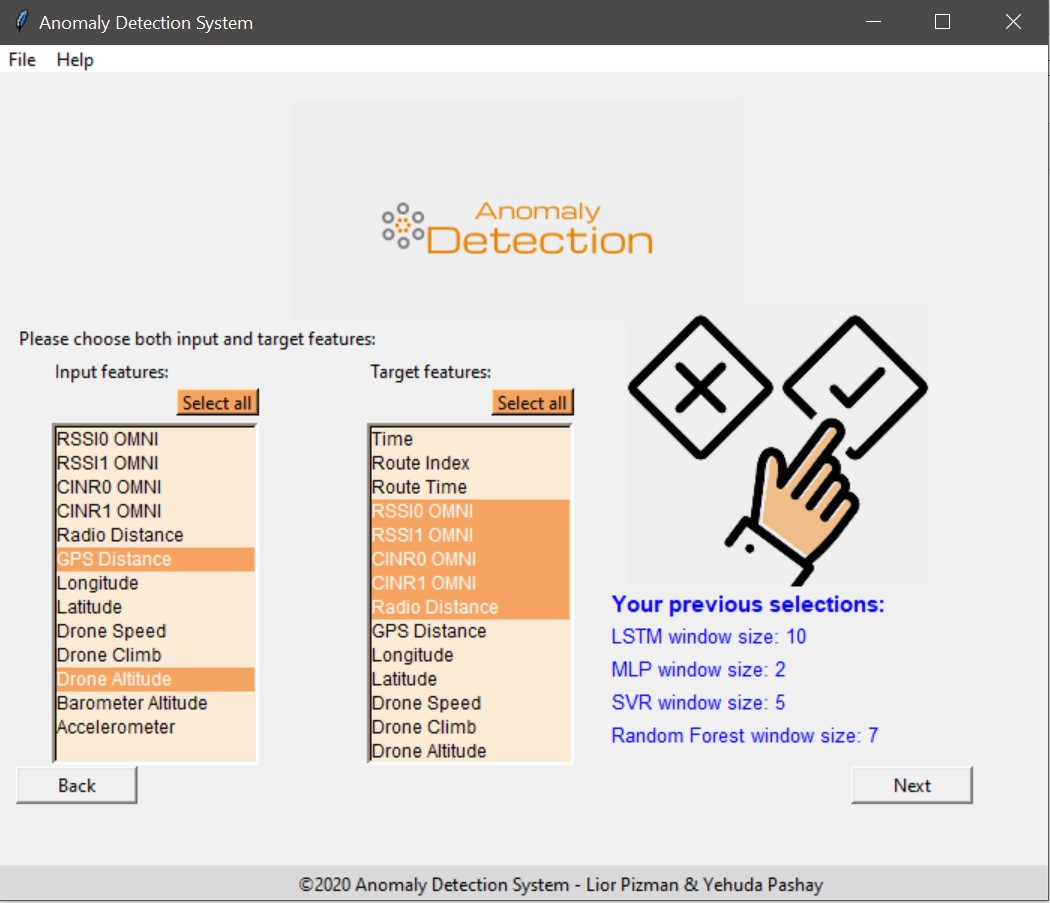 Anomaly Detection System
File Help
Anomaly
Detection
Please choose both input and target features:
Input features:
Select all
RSSI0 OMNI
RSSI1 OMNI
CINR0 OMNI
CINR1 OMNI
Radio Distance
GPS Distance
Longitude
Latitude
Drone Speed
Drone Climb
Drone Altitude
Barometer Altitude
Accelerometer
Target features:
Select all
Time
Route Index
Route Time
RSSI0 OMNI
RSSI1 OMNI
CINR0 OMNI
CINR1 OMNI
Radio Distance
GPS Distance
Longitude
Latitude
Drone Speed
Drone Climb
Drone Altitude
Your previous selections:
LSTM window size: 10
MLP window size: 2
SVR window size: 5
Random Forest window size: 7
Back
Next
©2020 Anomaly Detection System - Lior Pizman & Yehuda Pashay